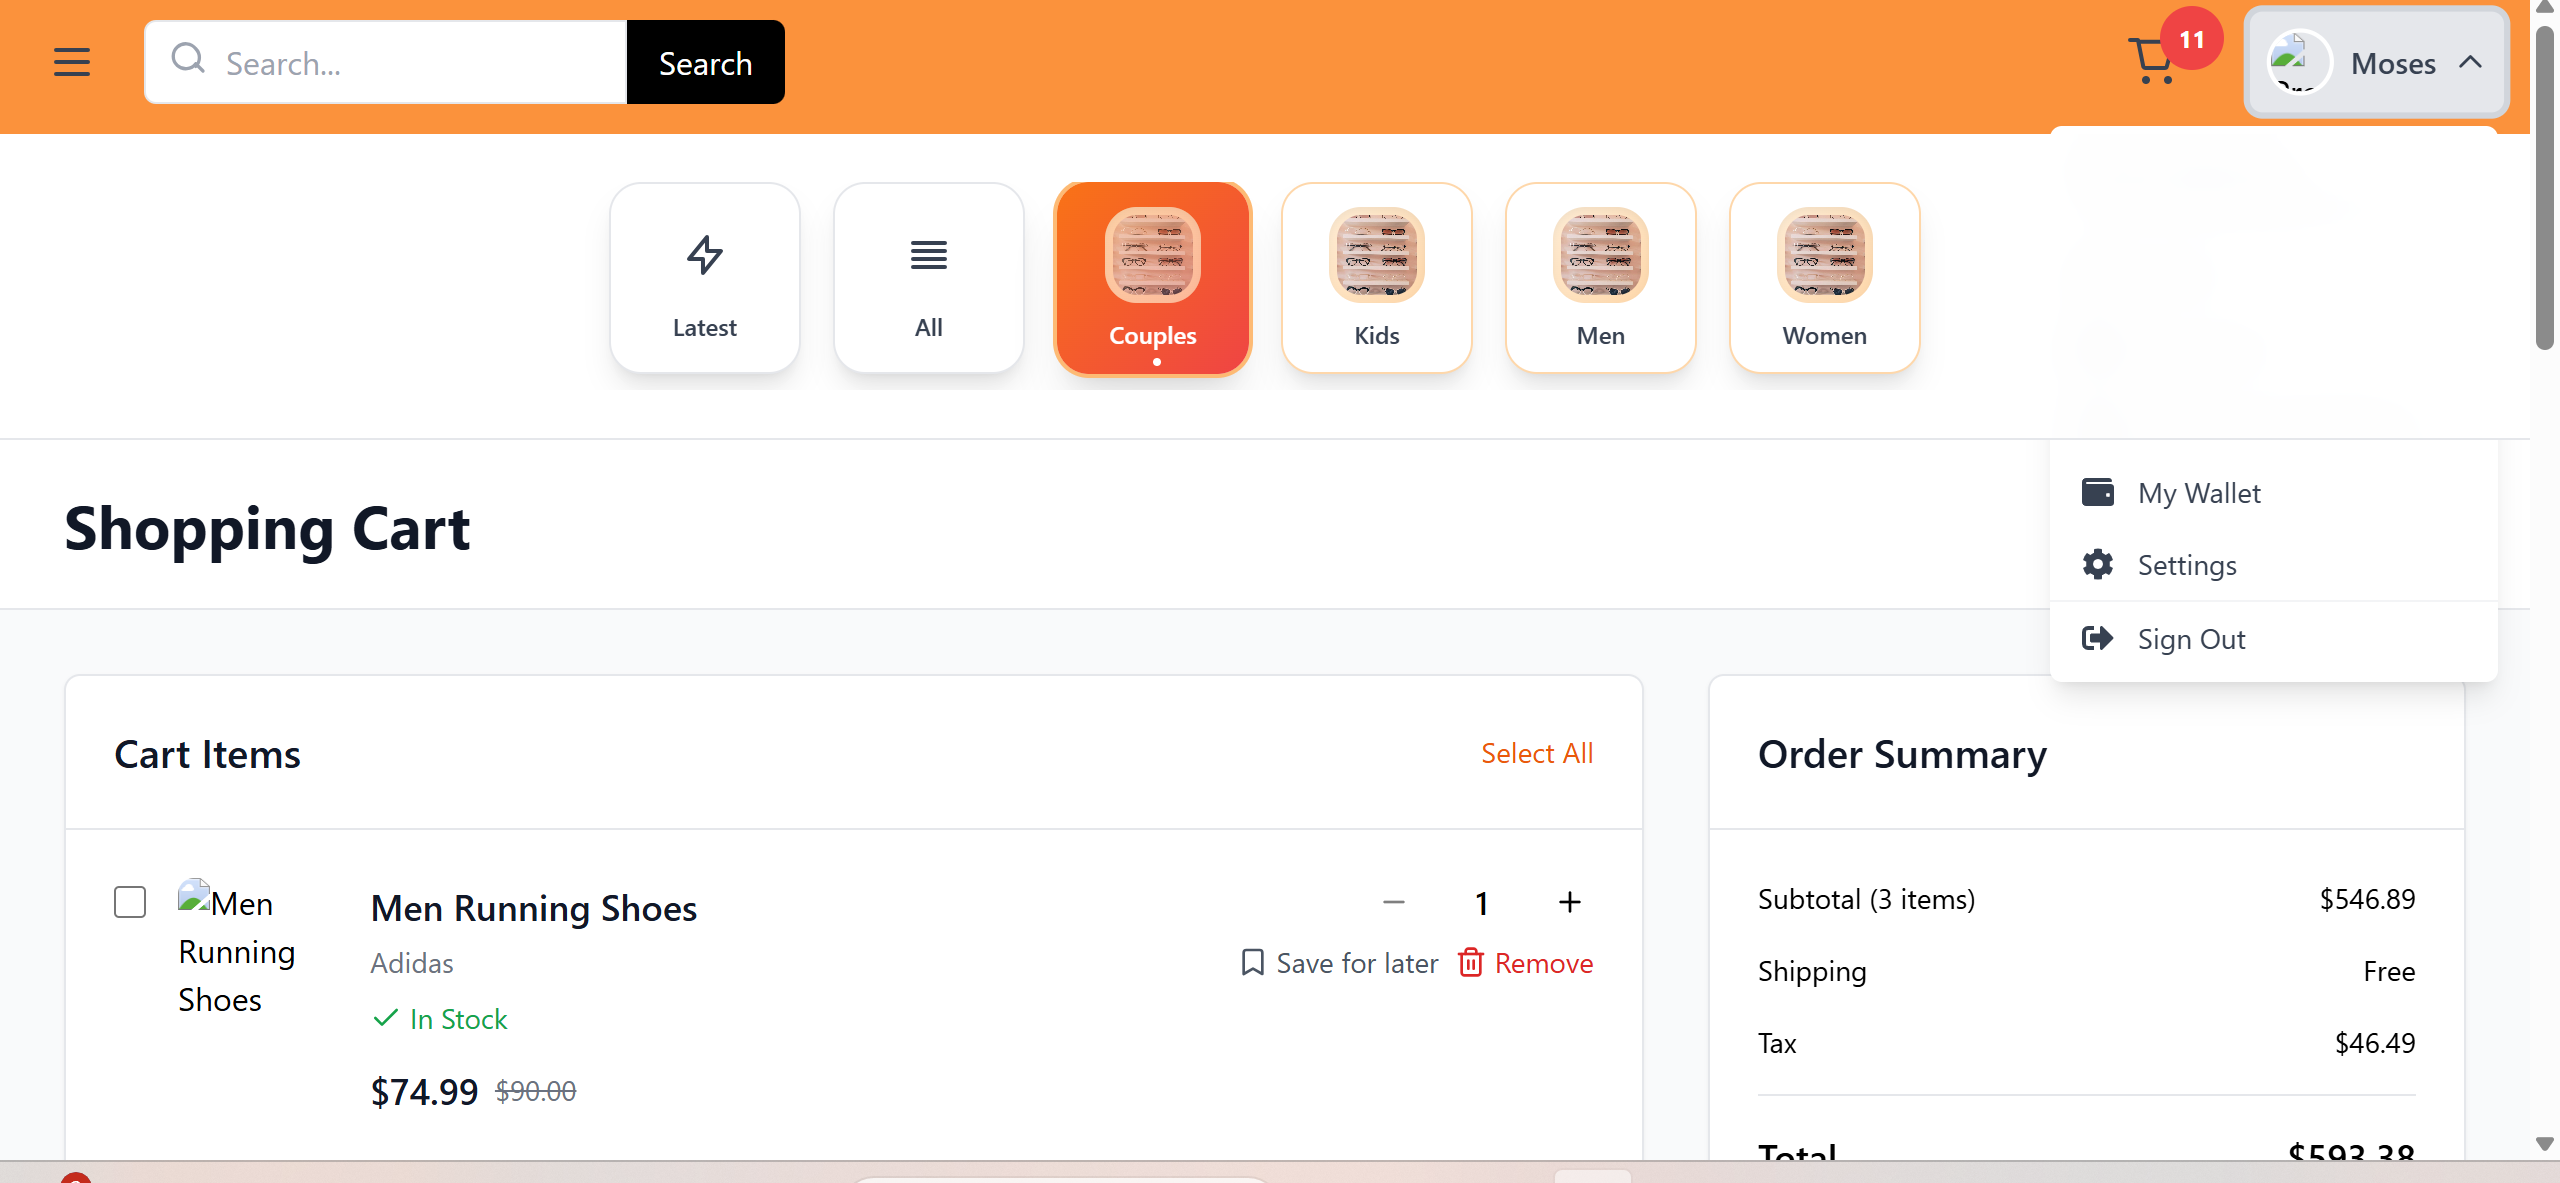 Search...
Search
11
Moses
Latest
All
Couples
Kids
Men
Women
My Wallet
Settings
Sign Out
Shopping Cart
Cart Items
Select All
Men
Running
Shoes
Men Running Shoes
Adidas
In Stock
$74.99 $90.00
1
Save for later
Remove
Order Summary
Subtotal (3 items) $546.89
Shipping Free
Tax $46.49
Total $593.38